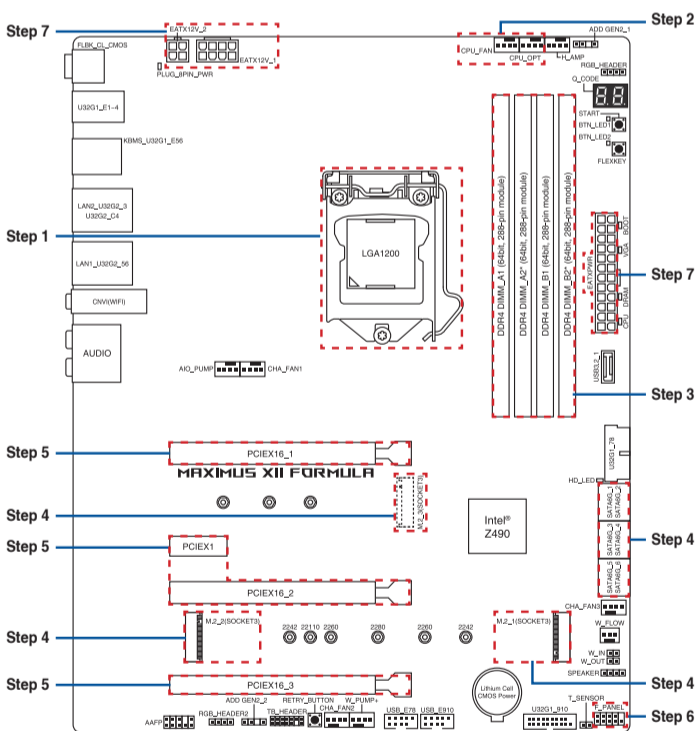 Step 7
EATX12V_2
EATX12V_1
PLUG_8PIN_PWR
FLBK_CL_CMOS
Step 2
CPU_FAN
CPU_OPT
H_AMP
ADD GEN2_1
RGB_HEADER
Q_CODE
88
START
BTN_LED1
BTN_LED2
FLEXKEY
U32G1_E1-4
KBMS_U32G1_E56
LAN2_U32G2_3
U32G2_C4
Step 1
LAN1_U32G2_56
CNVI(WIFI)
AUDIO
LGA1200
DDR4 DIMM_A1 (64bit, 288-pin module)
DDR4 DIMM_A2* (64bit, 288-pin module)
DDR4 DIMM_B1 (64bit, 288-pin module)
DDR4 DIMM_B2* (64bit, 288-pin module)
EATXPWR
BOOT
VGA
DRAM
CPU
Step 7
USB3L2_1
Step 3
AIO_PUMP
CHA_FAN1
Step 5
PCIEX16_1
MAXIMUS XII FORMULA
U32G1_78
HD_LED
Step 4
M.2_3(SOCKET3)
Intel®
Z490
SATA6G_1
SATA6G_2
SATA6G_3
SATA6G_4
SATA6G_5
SATA6G_6
Step 4
Step 5
PCIEX1
PCIEX16_2
CHA_FAN3
Step 4
M.2_2(SOCKET3)
2242
22110
2260
2280
2260
2242
M.2_1(SOCKET3)
W_FLOW
W_IN
W_OUT
SPEAKER
Step 4
Step 5
PCIEX16_3
Lithium Cell
CMOS Power
AAFP
RGB_HEADER2
ADD GEN2_2
TB_HEADER
RETRY_BUTTON
CHA_FAN2
W_PUMP+
USB_E78
USB_E910
U32G1_910
T_SENSOR
F_PANEL
Step 6